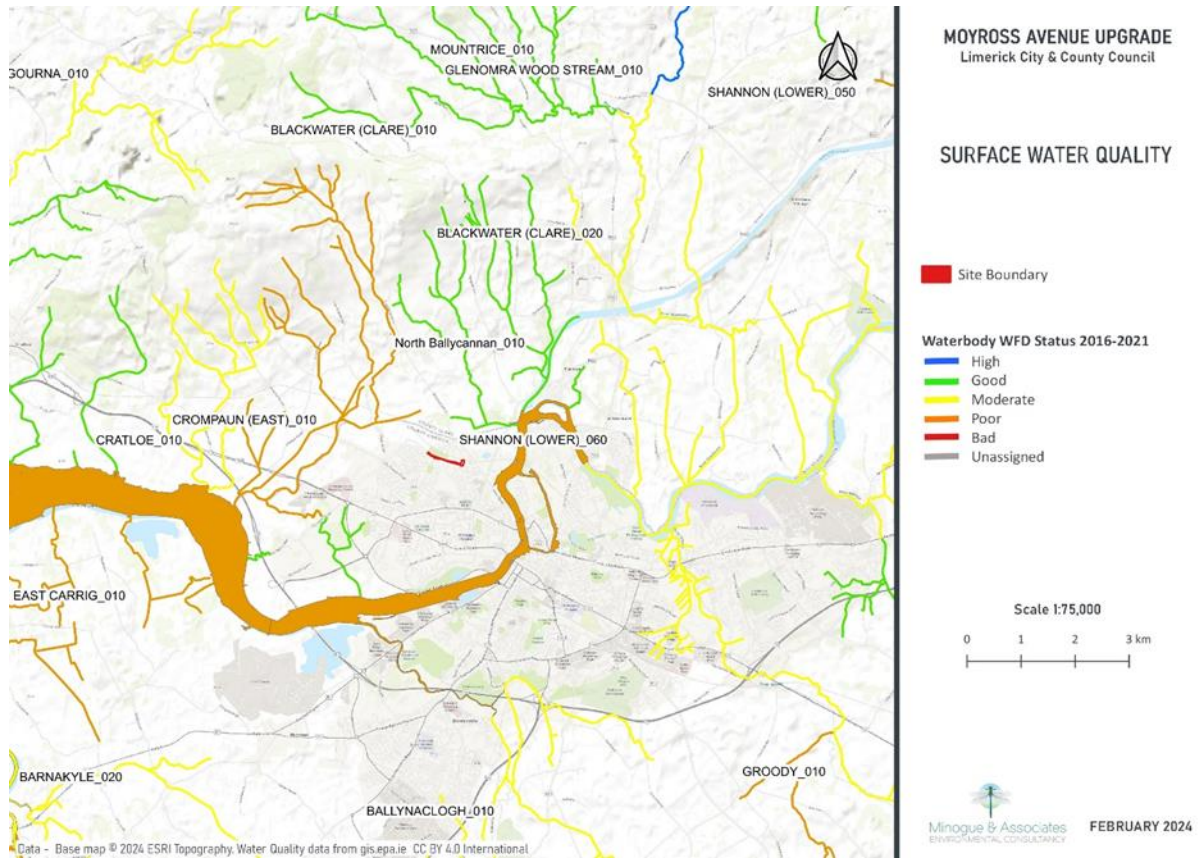 MOUNTRICE_010
GLENOMRA WOOD STREAM_010
GOURNA_010
SHANNON (LOWER)_050
BLACKWATER (CLARE)_010
BLACKWATER (CLARE)_020
North Ballycannan_010
CROMPAUN (EAST)_010
CRATLOE_010
SHANNON (LOWER)_060
EAST CARRIG_010
BARNAKYLE_020
GROODY_010
BALLYNACLOGH_010
Data - Base map © 2024 ESRI Topography. Water Quality data from gis.epa.ie CC BY 4.0 International
MOYROSS AVENUE UPGRADE
Limerick City & County Council
SURFACE WATER QUALITY
Site Boundary
Waterbody WFD Status 2016-2021
High
Good
Moderate
Poor
Bad
Unassigned
Scale 1:75,000
0 1 2 3 km
Minogue & Associates
ENVIRONMENTAL CONSULTANCY
FEBRUARY 2024